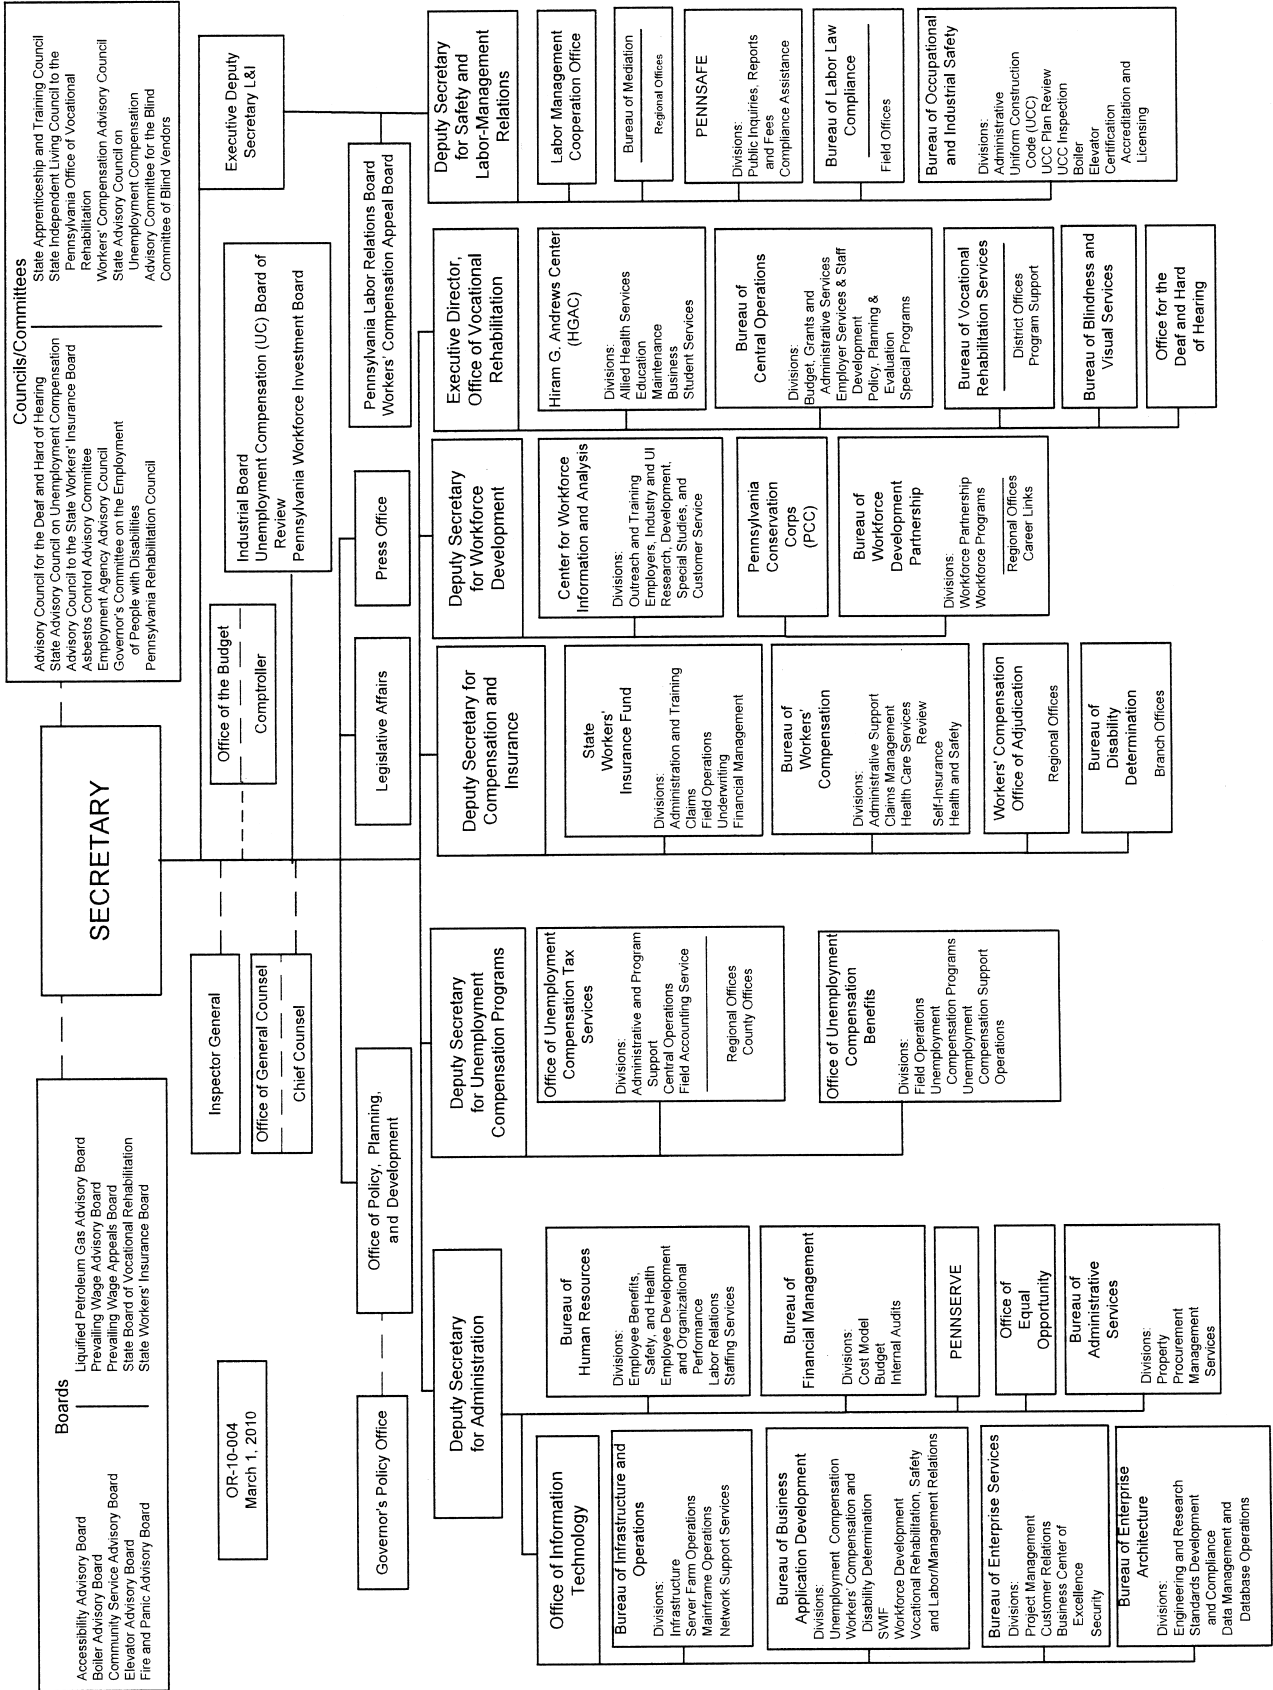 Boards
Accessibility Advisory Board
Boiler Advisory Board
Community Service Advisory Board
Elevator Advisory Board
Fire and Panic Advisory Board
Liquified Petroleum Gas Advisory Board
Prevailing Wage Advisory Board
Prevailing Wage Appeals Board
State Board of Vocational Rehabilitation
State Workers' Insurance Board
SECRETARY
Councils/Committees
Advisory Council for the Deaf and Hard of Hearing
State Advisory Council on Unemployment Compensation
Advisory Council to the State Workers' Insurance Board
Asbestos Control Advisory Committee
Employment Agency Advisory Council
Governor's Committee on the Employment
of People with Disabilities
Pennsylvania Rehabilitation Council
State Apprenticeship and Training Council
State Independent Living Council to the
Pennsylvania Office of Vocational
Rehabilitation
Workers' Compensation Advisory Council
State Advisory Council on
Unemployment Compensation
Advisory Committee for the Blind
Committee of Blind Vendors
OR-10-004
March 1, 2010
Inspector General
Office of General Counsel
Chief Counsel
Office of the Budget
Comptroller
Industrial Board
Unemployment Compensation (UC) Board of
Review
Pennsylvania Workforce Investment Board
Executive Deputy
Secretary L&I
Governor's Policy Office
Office of Policy, Planning,
and Development
Legislative Affairs
Press Office
Pennsylvania Labor Relations Board
Workers' Compensation Appeal Board
Deputy Secretary
for Administration
Office of Information
Technology
Bureau of Infrastructure and
Operations
Divisions:
Infrastructure
Server Farm Operations
Mainframe Operations
Network Support Services
Bureau of Business
Application Development
Divisions:
Unemployment Compensation
Workers' Compensation and
Disability Determination
SWIF
Workforce Development
Vocational Rehabilitation, Safety
and Labor/Management Relations
Bureau of Enterprise Services
Divisions:
Project Management
Customer Relations
Business Center of
Excellence
Security
Bureau of Enterprise
Architecture
Divisions:
Engineering and Research
Standards Development
and Compliance
Data Management and
Database Operations
Bureau of
Human Resources
Divisions:
Employee Benefits,
Safety, and Health
Employee Development
and Organizational
Performance
Labor Relations
Staffing Services
Bureau of
Financial Management
Divisions:
Cost Model
Budget
Internal Audits
PENNSERVE
Office of
Equal
Opportunity
Bureau of
Administrative
Services
Divisions:
Property
Procurement
Management
Services
Deputy Secretary
for Unemployment
Compensation Programs
Office of Unemployment
Compensation Tax
Services
Divisions:
Administrative and Program
Support
Central Operations
Field Accounting Service
Regional Offices
County Offices
Office of Unemployment
Compensation
Benefits
Divisions:
Field Operations
Unemployment
Compensation Programs
Unemployment
Compensation Support
Operations
Deputy Secretary for
Compensation and
Insurance
State
Workers'
Insurance Fund
Divisions:
Administration and Training
Claims
Field Operations
Underwriting
Financial Management
Bureau of
Workers'
Compensation
Divisions:
Administrative Support
Claims Management
Health Care Services
Review
Self-Insurance
Health and Safety
Workers' Compensation
Office of Adjudication
Regional Offices
Bureau of
Disability
Determination
Branch Offices
Deputy Secretary
for Workforce
Development
Center for Workforce
Information and Analysis
Divisions:
Outreach and Training
Employers, Industry and UI
Research, Development,
Special Studies, and
Customer Service
Pennsylvania
Conservation
Corps
(PCC)
Bureau of
Workforce
Development
Partnership
Divisions:
Workforce Partnership
Workforce Programs
Regional Offices
Career Links
Executive Director,
Office of Vocational
Rehabilitation
Hiram G. Andrews Center
(HGAC)
Divisions:
Allied Health Services
Education
Maintenance
Business
Student Services
Bureau of
Central Operations
Divisions:
Budget, Grants and
Administrative Services
Employer Services & Staff
Development
Policy, Planning &
Evaluation
Special Programs
Bureau of Vocational
Rehabilitation Services
District Offices
Program Support
Bureau of Blindness and
Visual Services
Office for the
Deaf and Hard
of Hearing
Deputy Secretary
for Safety and
Labor-Management
Relations
Labor Management
Cooperation Office
Bureau of Mediation
Regional Offices
PENNSAFE
Divisions:
Public Inquiries, Reports
and Fees
Compliance Assistance
Bureau of Labor Law
Compliance
Field Offices
Bureau of Occupational
and Industrial Safety
Divisions:
Administrative
Uniform Construction
Code (UCC)
UCC Plan Review
UCC Inspection
Boiler
Elevator
Certification
Accreditation and
Licensing